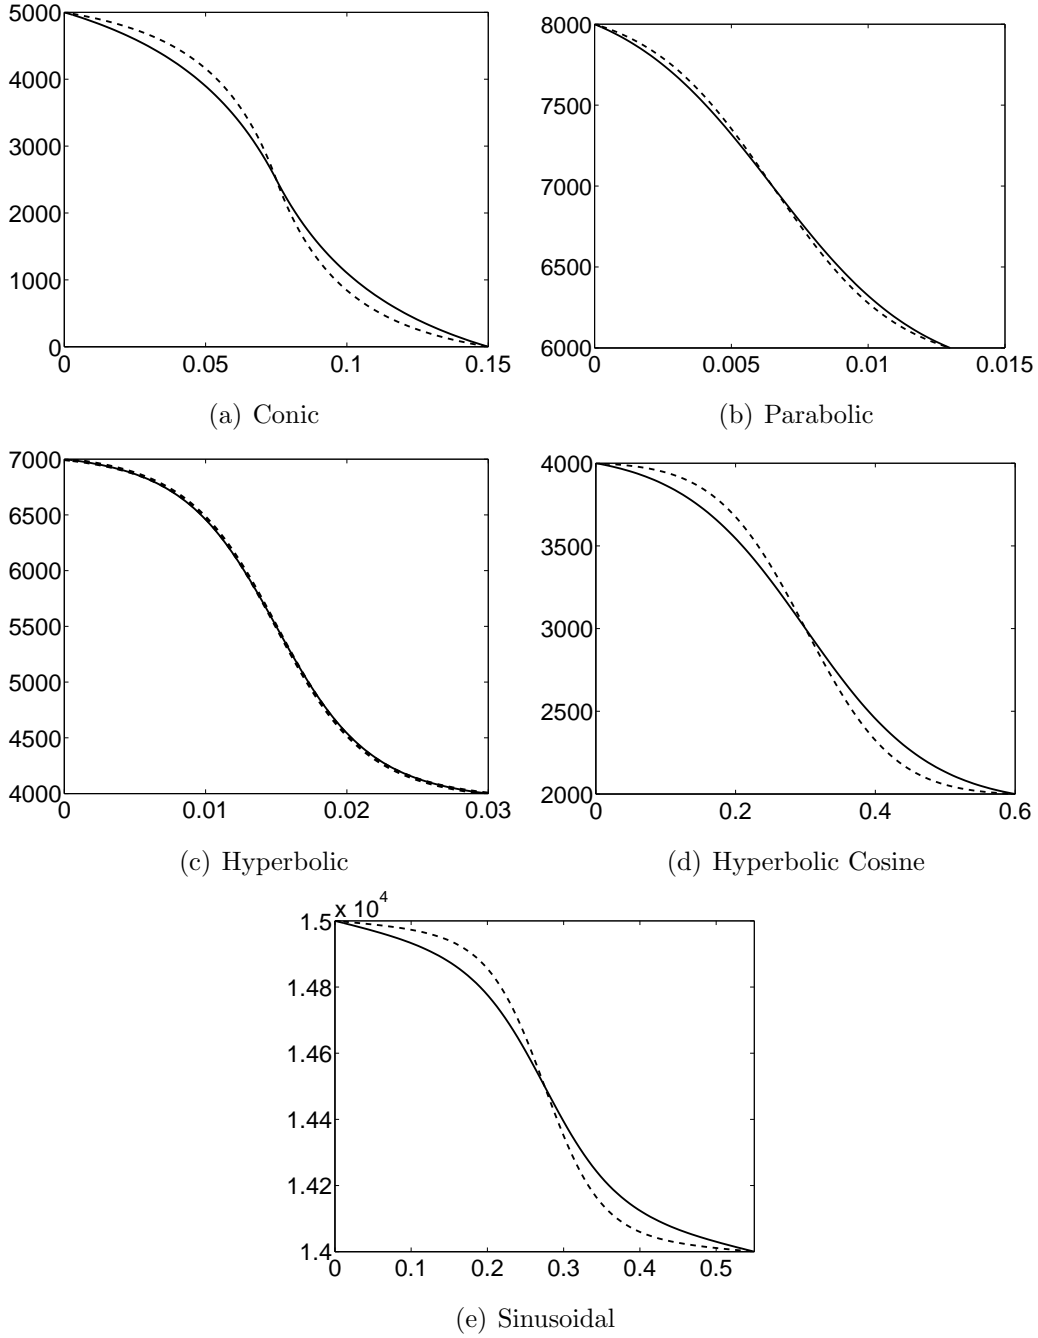 5000
4000
3000
2000
1000
0
0 0.05 0.1 0.15
(a) Conic
8000
7500
7000
6500
6000
0 0.005 0.01 0.015
(b) Parabolic
7000
6500
6000
5500
5000
4500
4000
0 0.01 0.02 0.03
(c) Hyperbolic
4000
3500
3000
2500
2000
0 0.2 0.4 0.6
(d) Hyperbolic Cosine
x 10^4
1.5
1.48
1.46
1.44
1.42
1.4
0 0.1 0.2 0.3 0.4 0.5
(e) Sinusoidal